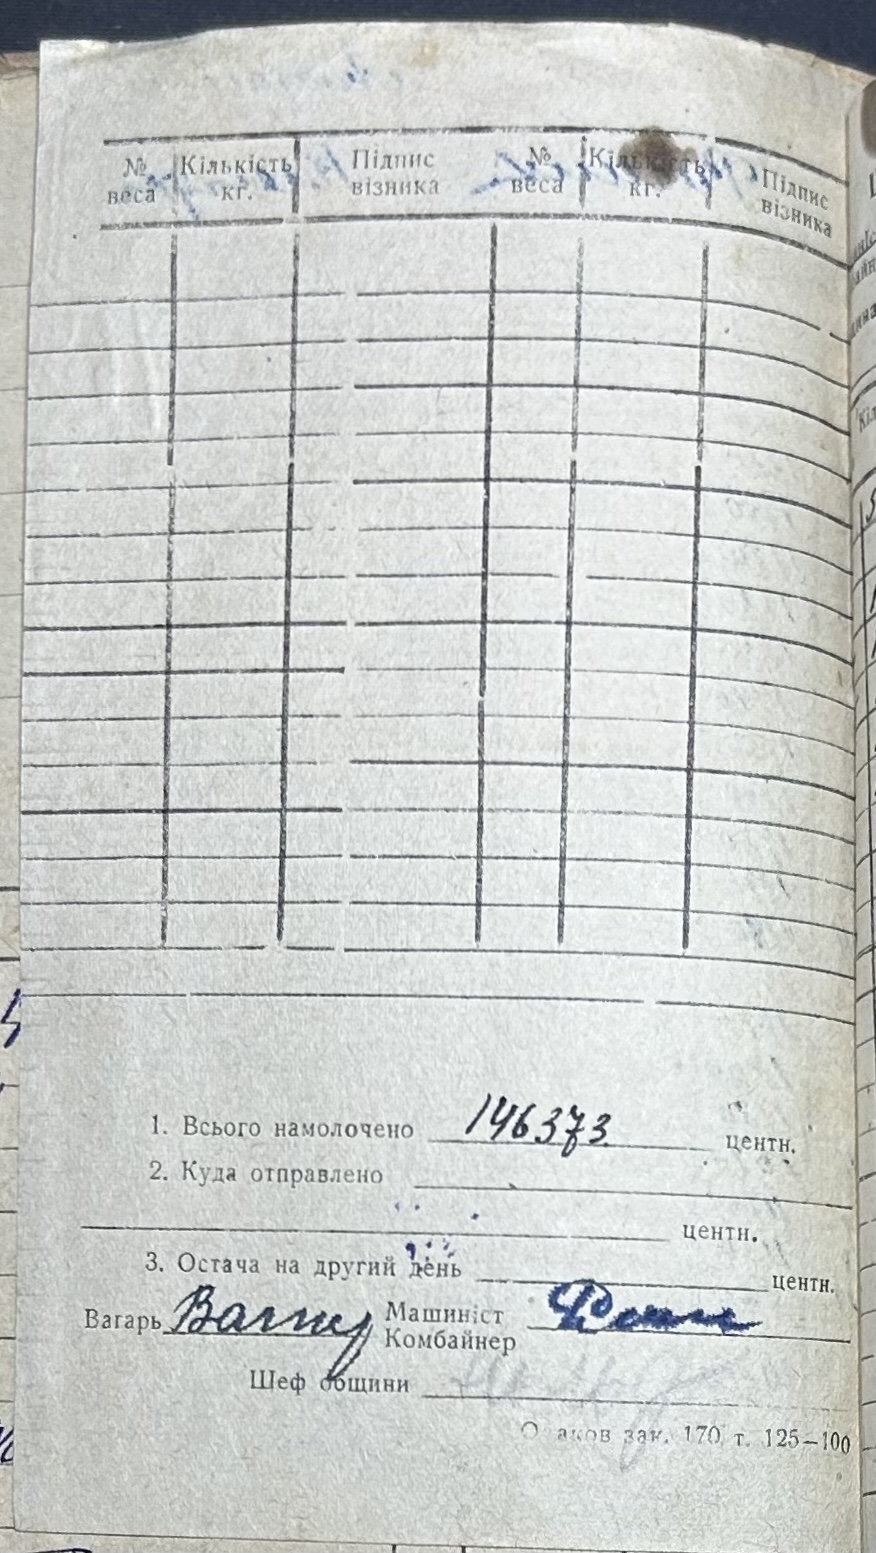 № веса Кількість кг. Підпис візника № веса Кількість кг. Підпис візника
1. Всього намолочено 146373 центн.
2. Куда отправлено
центн.
3. Остача на другий день центн.
Вагарь Вагнер Машиніст
Комбайнер
Шеф общини
зак. 170, т. 125—100